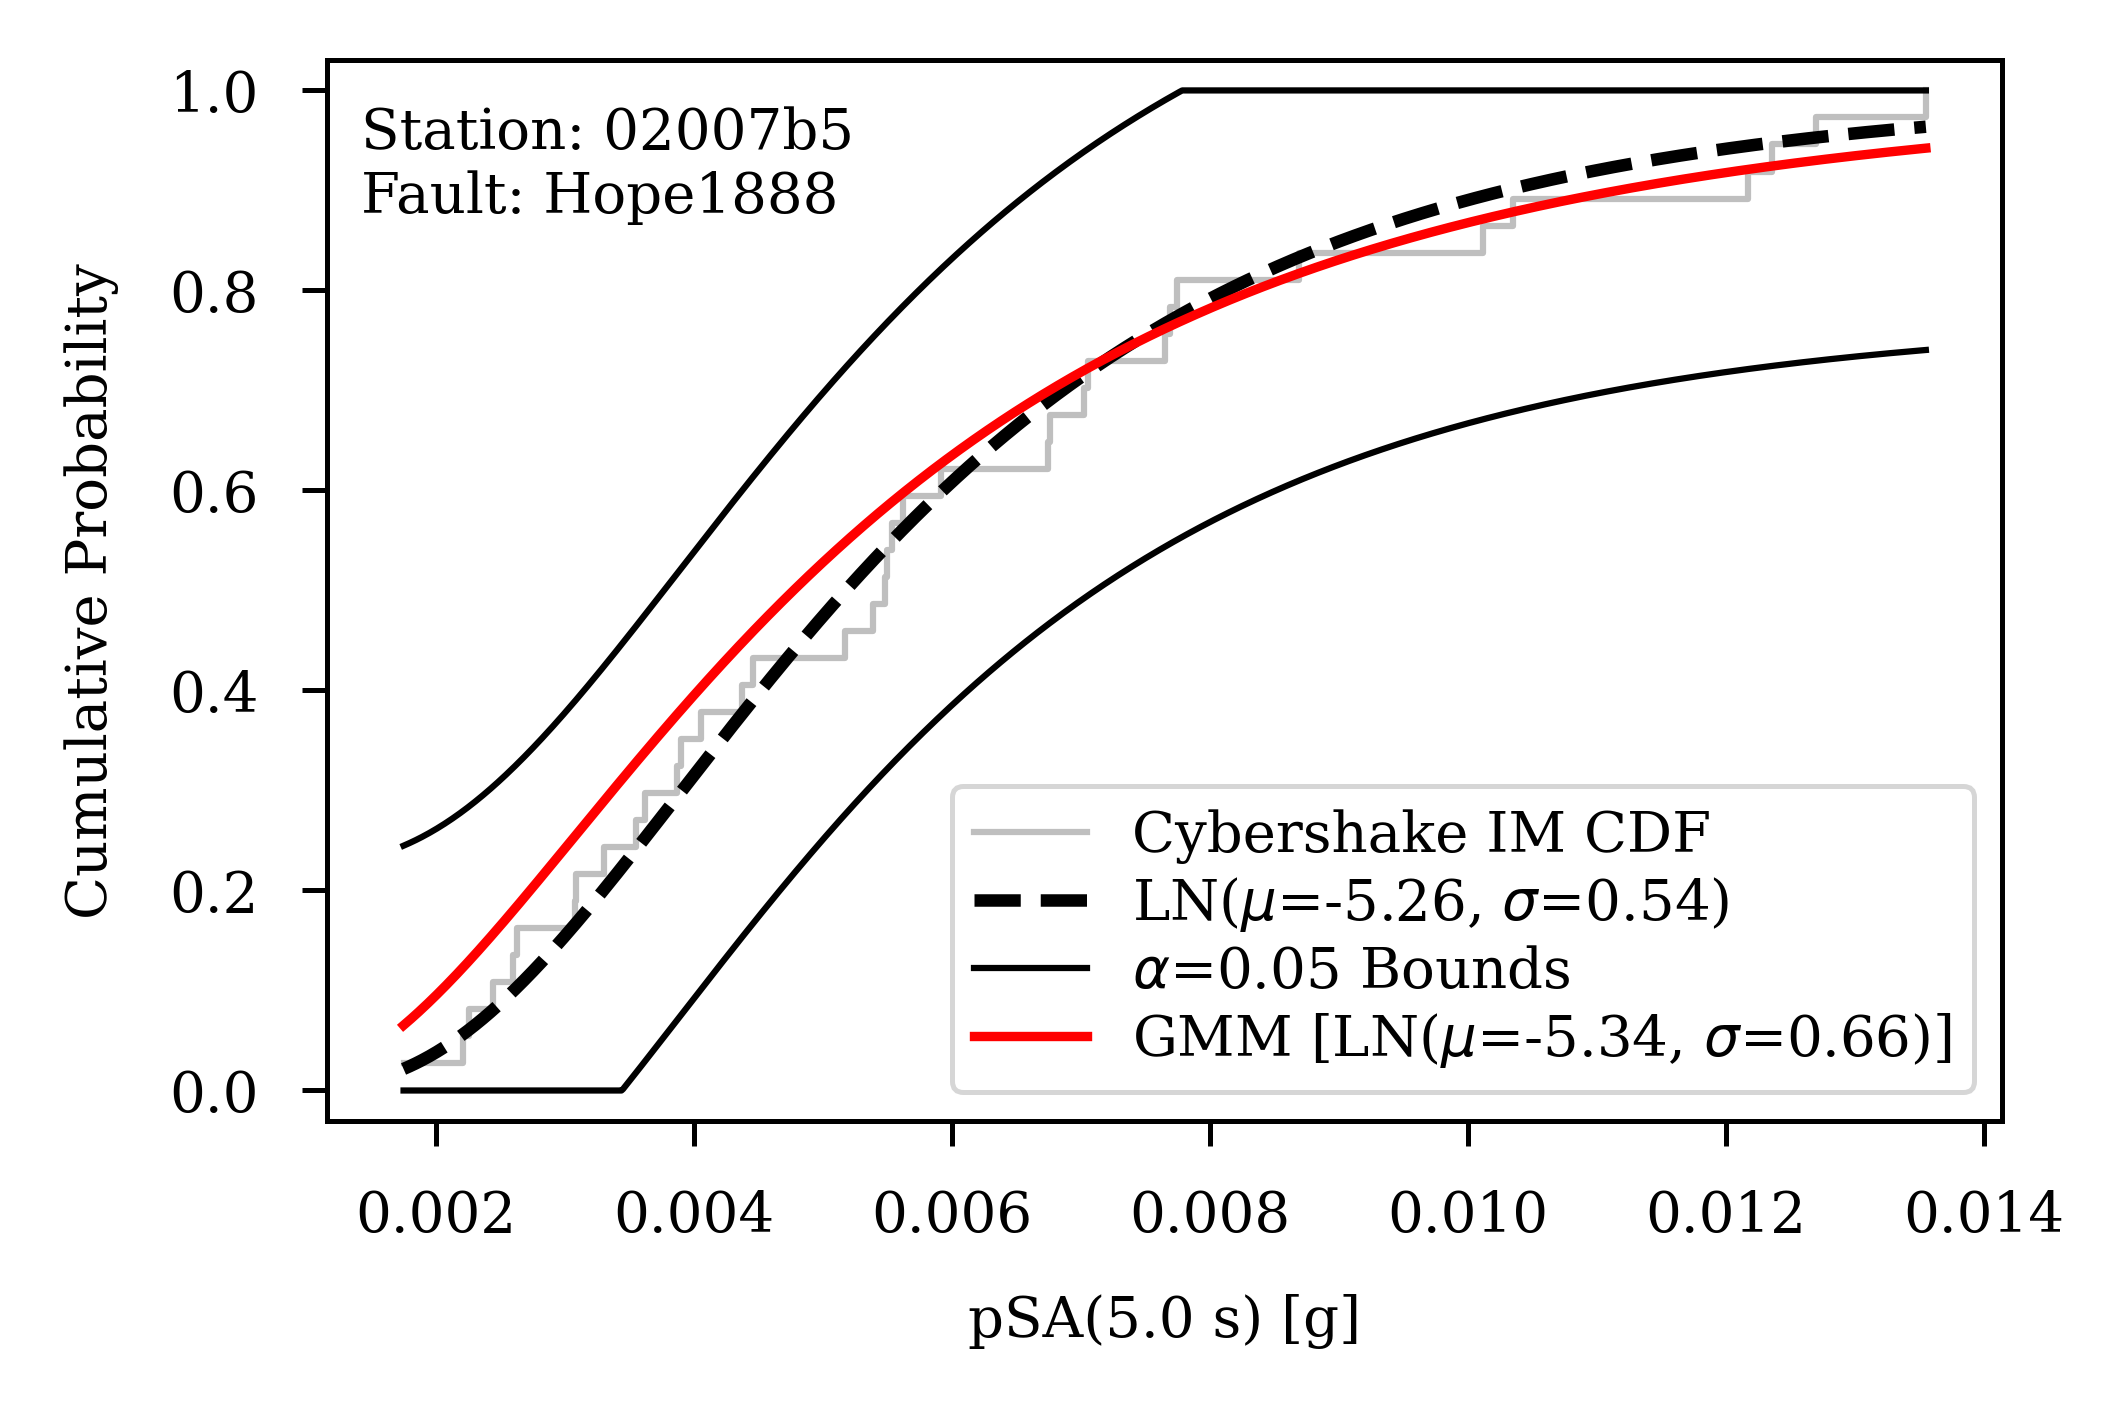 Station: 02007b5
Fault: Hope1888
Cumulative Probability
1.0
0.8
0.6
0.4
0.2
0.0
Cybershake IM CDF
LN(μ=-5.26, σ=0.54)
α=0.05 Bounds
GMM [LN(μ=-5.34, σ=0.66)]
0.002 0.004 0.006 0.008 0.010 0.012 0.014
pSA(5.0 s) [g]